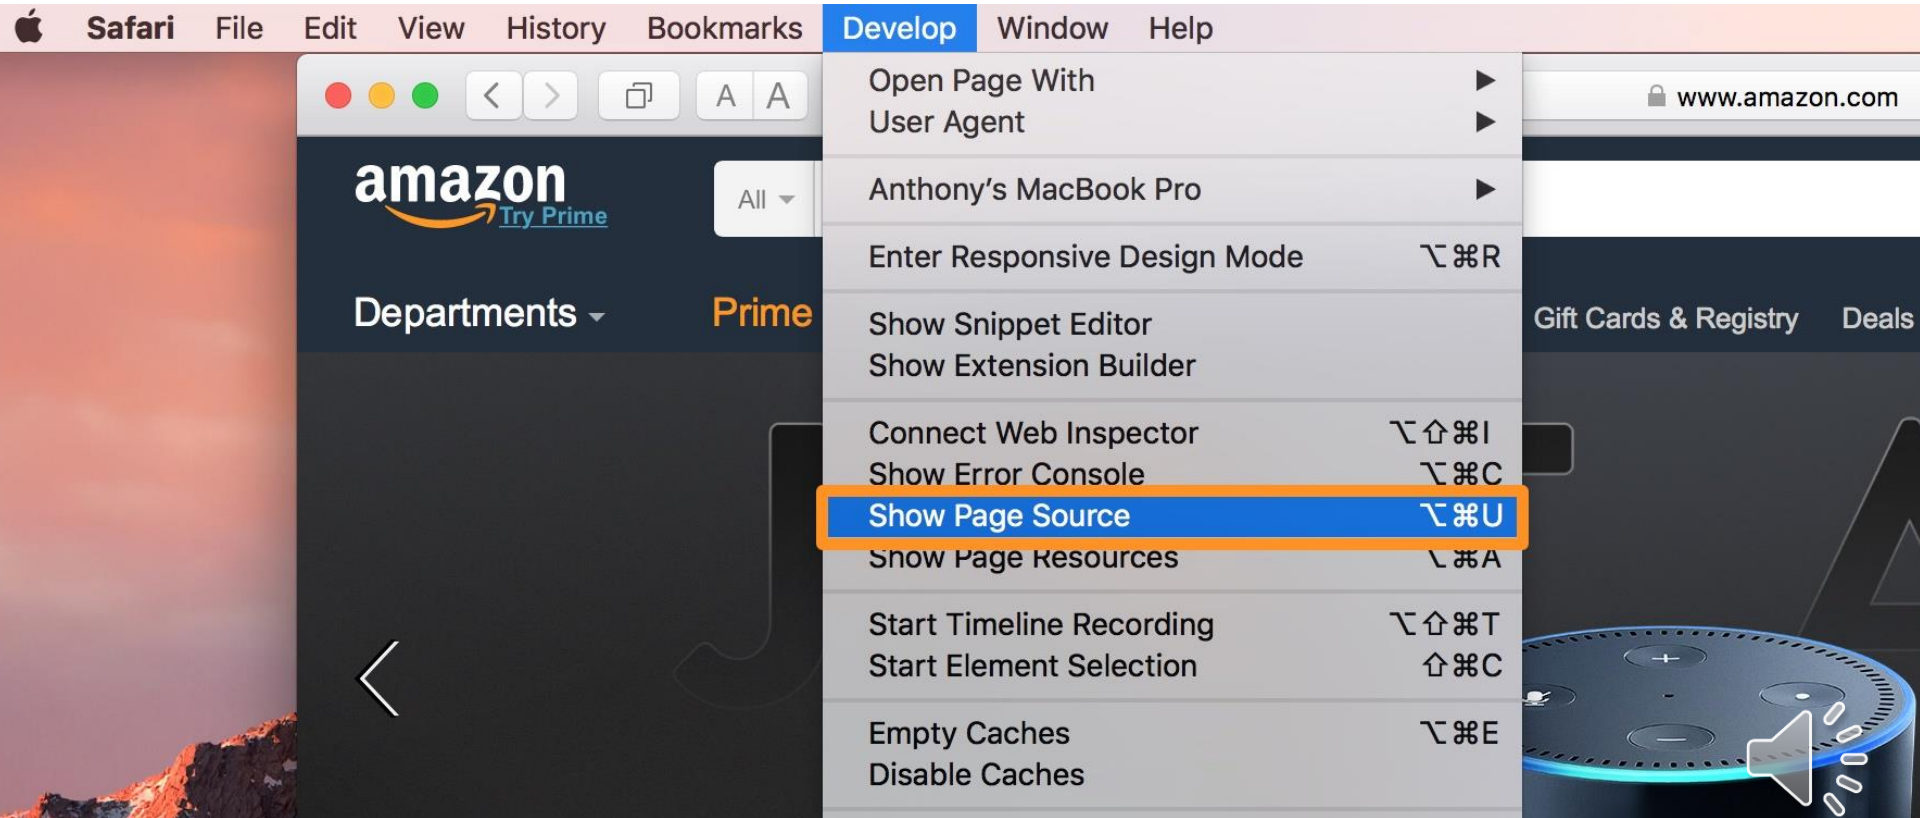 Safari File Edit View History Bookmarks Develop Window Help
A A
www.amazon.com
amazon
Try Prime
All
Departments
Prime
Gift Cards & Registry
Deals
Open Page With
User Agent
Anthony's MacBook Pro
Enter Responsive Design Mode ⌥⌘R
Show Snippet Editor
Show Extension Builder
Connect Web Inspector ⌥⇧⌘I
Show Error Console ⌥⌘C
Show Page Source ⌥⌘U
Show Page Resources ⌥⌘A
Start Timeline Recording ⌥⇧⌘T
Start Element Selection ⇧⌘C
Empty Caches ⌥⌘E
Disable Caches